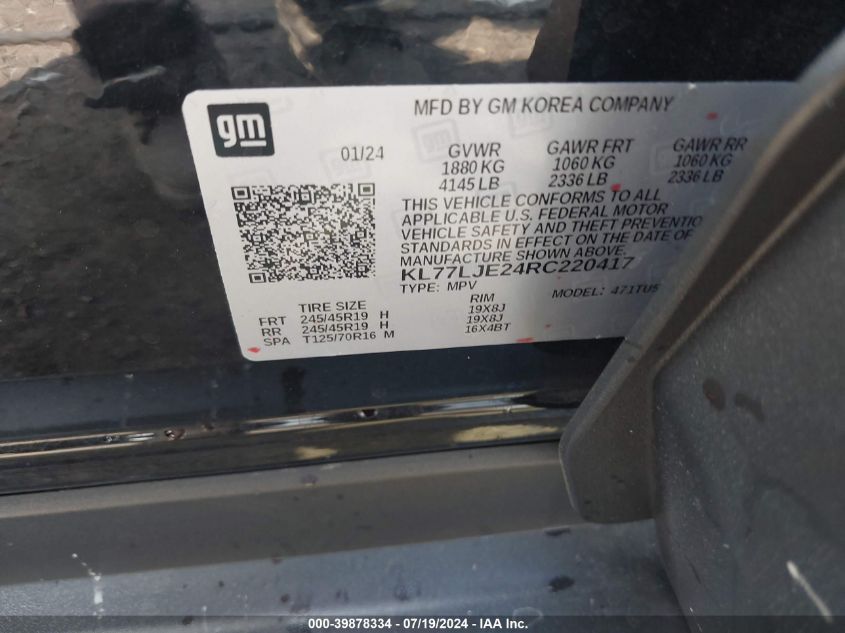 MFD BY GM KOREA COMPANY
gm
01/24
GVWR GAWR FRT GAWR RR
1880 KG 1060 KG 1060 KG
4145 LB 2336 LB 2336 LB
THIS VEHICLE CONFORMS TO ALL
APPLICABLE U.S. FEDERAL MOTOR
VEHICLE SAFETY AND THEFT PREVENTIO
STANDARDS IN EFFECT ON THE DATE OF
MANUFACTURE SHOWN ABOVE.
KL77LJE24RC220417
TYPE: MPV MODEL: 471TU5
TIRE SIZE RIM
FRT 245/45R19 H 19X8J
RR 245/45R19 H 19X8J
SPA T125/70R16 M 16X4BT
000-39878334 - 07/19/2024 - IAA Inc.